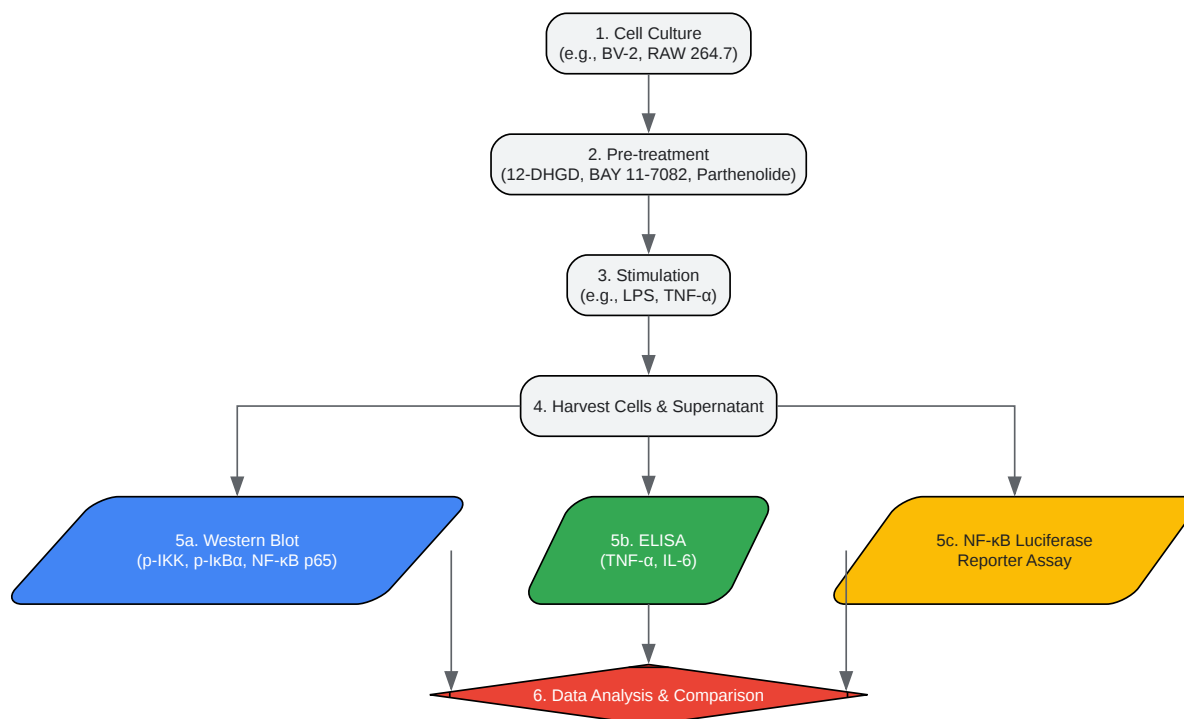 1. Cell Culture
(e.g., BV-2, RAW 264.7)
2. Pre-treatment
(12-DHGD, BAY 11-7082, Parthenolide)
3. Stimulation
(e.g., LPS, TNF-α)
4. Harvest Cells & Supernatant
5a. Western Blot
(p-IKK, p-IκBα, NF-κB p65)
5b. ELISA
(TNF-α, IL-6)
5c. NF-κB Luciferase
Reporter Assay
6. Data Analysis & Comparison